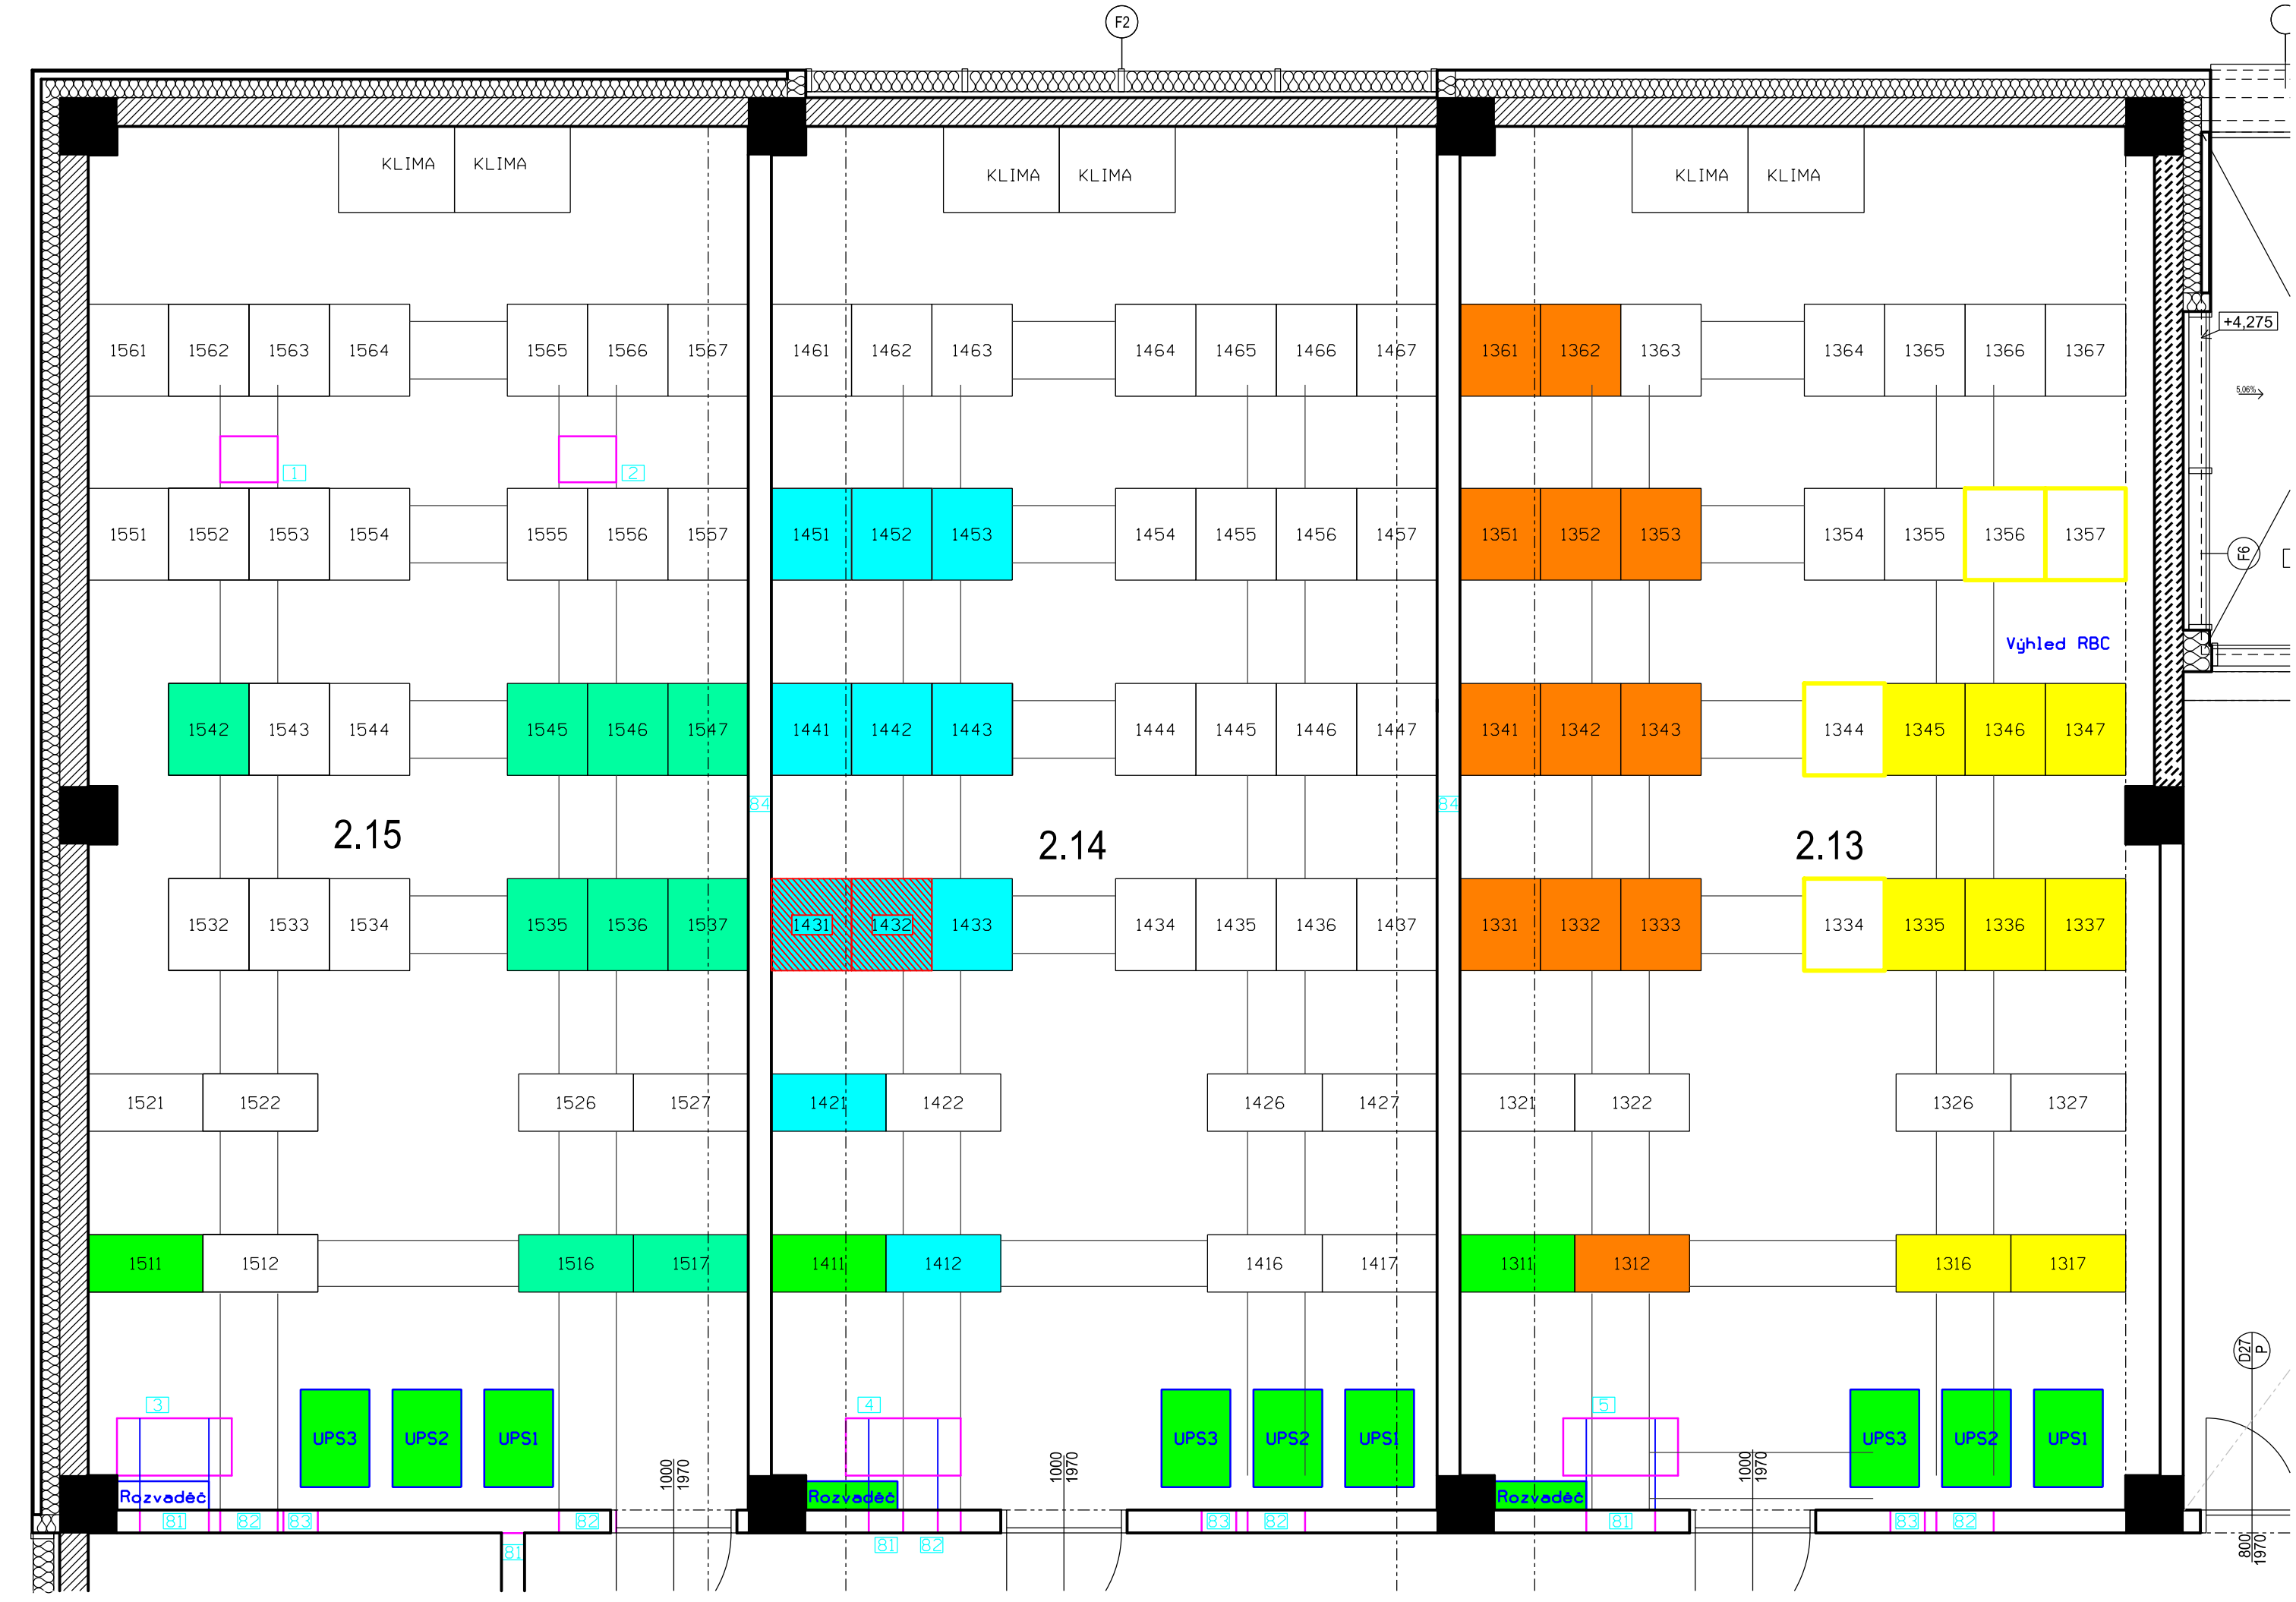 F2
KLIMA KLIMA KLIMA KLIMA KLIMA KLIMA
+4,275
1561 1562 1563 1564 1565 1566 1567 1461 1462 1463 1464 1465 1466 1467 1361 1362 1363 1364 1365 1366 1367
5,06%
1 2
1551 1552 1553 1554 1555 1556 1557 1451 1452 1453 1454 1455 1456 1457 1351 1352 1353 1354 1355 1356 1357
F6
Výhled RBC
1542 1543 1544 1545 1546 1547 1441 1442 1443 1444 1445 1446 1447 1341 1342 1343 1344 1345 1346 1347
84 84
2.15 2.14 2.13
1532 1533 1534 1535 1536 1537 1431 1432 1433 1434 1435 1436 1437 1331 1332 1333 1334 1335 1336 1337
1521 1522 1526 1527 1421 1422 1426 1427 1321 1322 1326 1327
1511 1512 1516 1517 1411 1412 1416 1417 1311 1312 1316 1317
D27
P
3 4 5
UPS3 UPS2 UPS1 UPS3 UPS2 UPS1 UPS3 UPS2 UPS1
1000
1970
1000
1970
1000
1970
Rozvaděč Rozvaděč Rozvaděč
81 82 83 82 83 82 81 83 82
81 81 82
800
1970